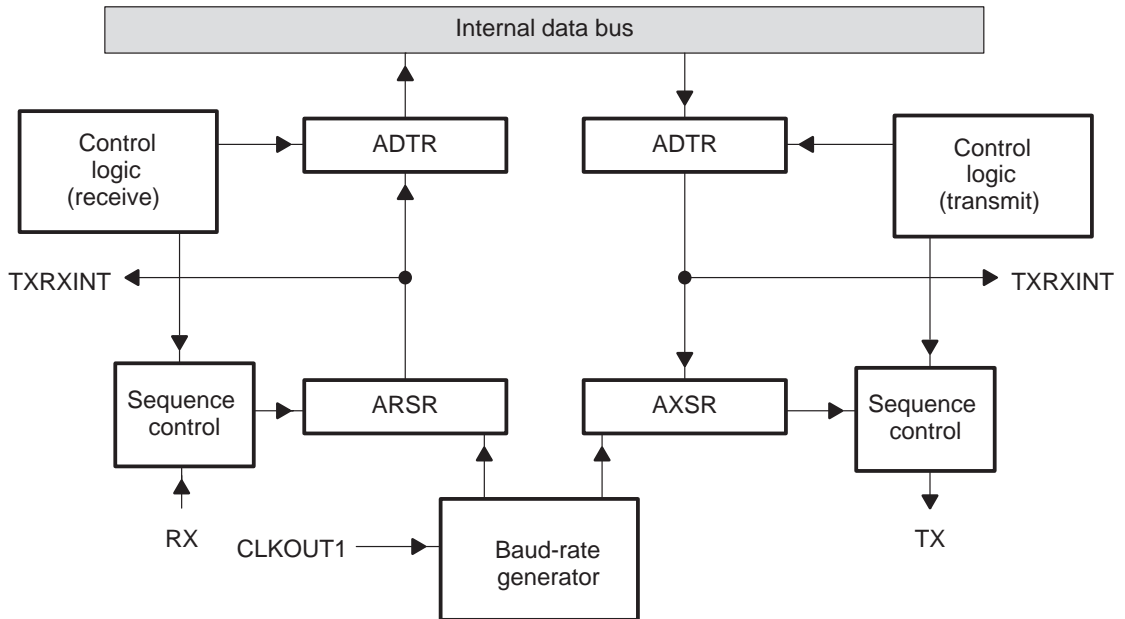 Internal data bus
Control
logic
(receive)
ADTR
ADTR
Control
logic
(transmit)
TXRXINT
TXRXINT
Sequence
control
ARSR
AXSR
Sequence
control
RX
CLKOUT1
Baud-rate
generator
TX